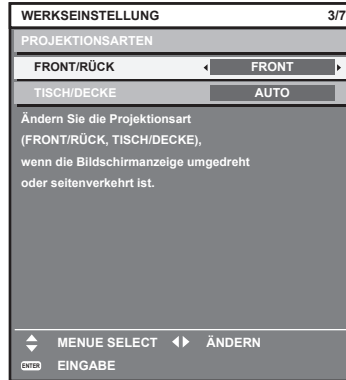 WERKSEINSTELLUNG 3/7
PROJEKTIONSARTEN
FRONT/RÜCK FRONT
TISCH/DECKE AUTO
Ändern Sie die Projektionsart
(FRONT/RÜCK, TISCH/DECKE),
wenn die Bildschirmanzeige umgedreht
oder seitenverkehrt ist.
MENUE SELECT ÄNDERN
ENTER EINGABE